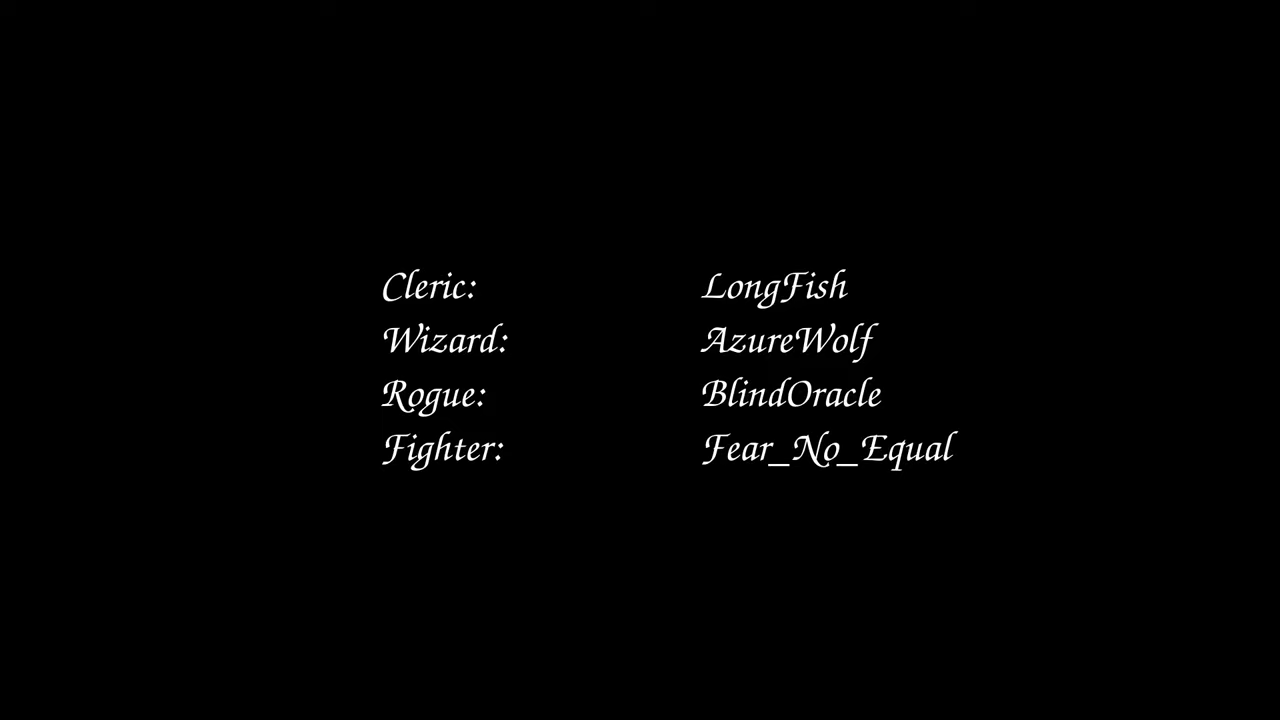 Cleric: LongFish
Wizard: AzureWolf
Rogue: BlindOracle
Fighter: Fear_No_Equal